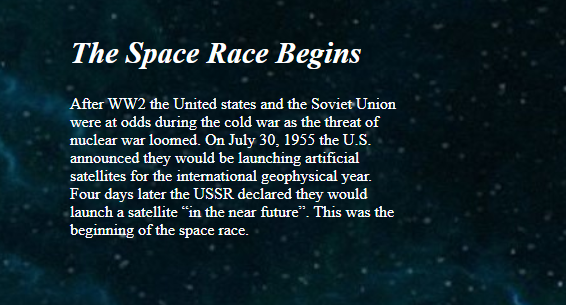 The Space Race Begins
After WW2 the United states and the Soviet Union
were at odds during the cold war as the threat of
nuclear war loomed. On July 30, 1955 the U.S.
announced they would be launching artificial
satellites for the international geophysical year.
Four days later the USSR declared they would
launch a satellite “in the near future”. This was the
beginning of the space race.